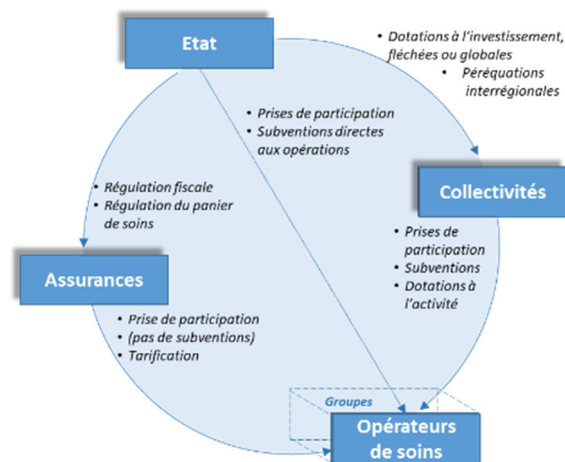 Etat
• Dotations à l'investissement,
fléchées ou globales
• Péréquations
interrégionales
• Prises de participation
• Subventions directes
aux opérations
• Régulation fiscale
• Régulation du panier
de soins
Collectivités
• Prises de
participation
• Subventions
• Dotations à
l'activité
Assurances
• Prise de participation
• (pas de subventions)
• Tarification
Groupes
Opérateurs
de soins